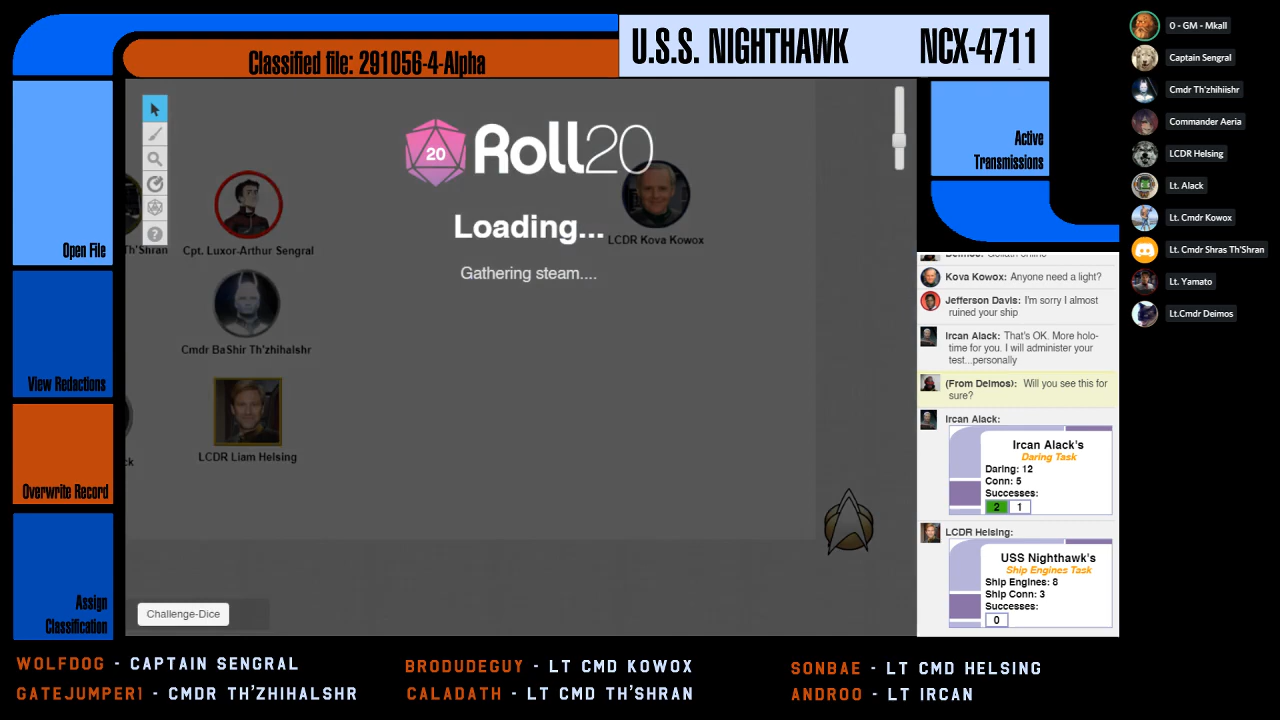 Classified file: 291056-4-Alpha
U.S.S. NIGHTHAWK NCX-4711
Open File
View Redactions
Overwrite Record
Assign
Classification
Active
Transmissions
20 Roll20
Loading...
Gathering steam....
Th'Shran
Cpt. Luxor-Arthur Sengral
LCDR Kova Kowox
Cmdr BaShir Th'zhihalshr
LCDR Liam Helsing
ck
Challenge-Dice
Kova Kowox: Anyone need a light?
Jefferson Davis: I'm sorry I almost
ruined your ship
Ircan Alack: That's OK. More holo-
time for you. I will administer your
test...personally
(From Deimos): Will you see this for
sure?
Ircan Alack:
Ircan Alack's
Daring Task
Daring: 12
Conn: 5
Successes:
2 1
LCDR Helsing:
USS Nighthawk's
Ship Engines Task
Ship Engines: 8
Ship Conn: 3
Successes:
0
0 - GM - Mkall
Captain Sengral
Cmdr Th'zhihiishr
Commander Aeria
LCDR Helsing
Lt. Alack
Lt. Cmdr Kowox
Lt. Cmdr Shras Th'Shran
Lt. Yamato
Lt.Cmdr Deimos
WOLFDOG - CAPTAIN SENGRAL
GATEJUMPER1 - CMDR TH'ZHIHALSHR
BRODUDEGUY - LT CMD KOWOX
CALADATH - LT CMD TH'SHRAN
SONBAE - LT CMD HELSING
ANDROO - LT IRCAN